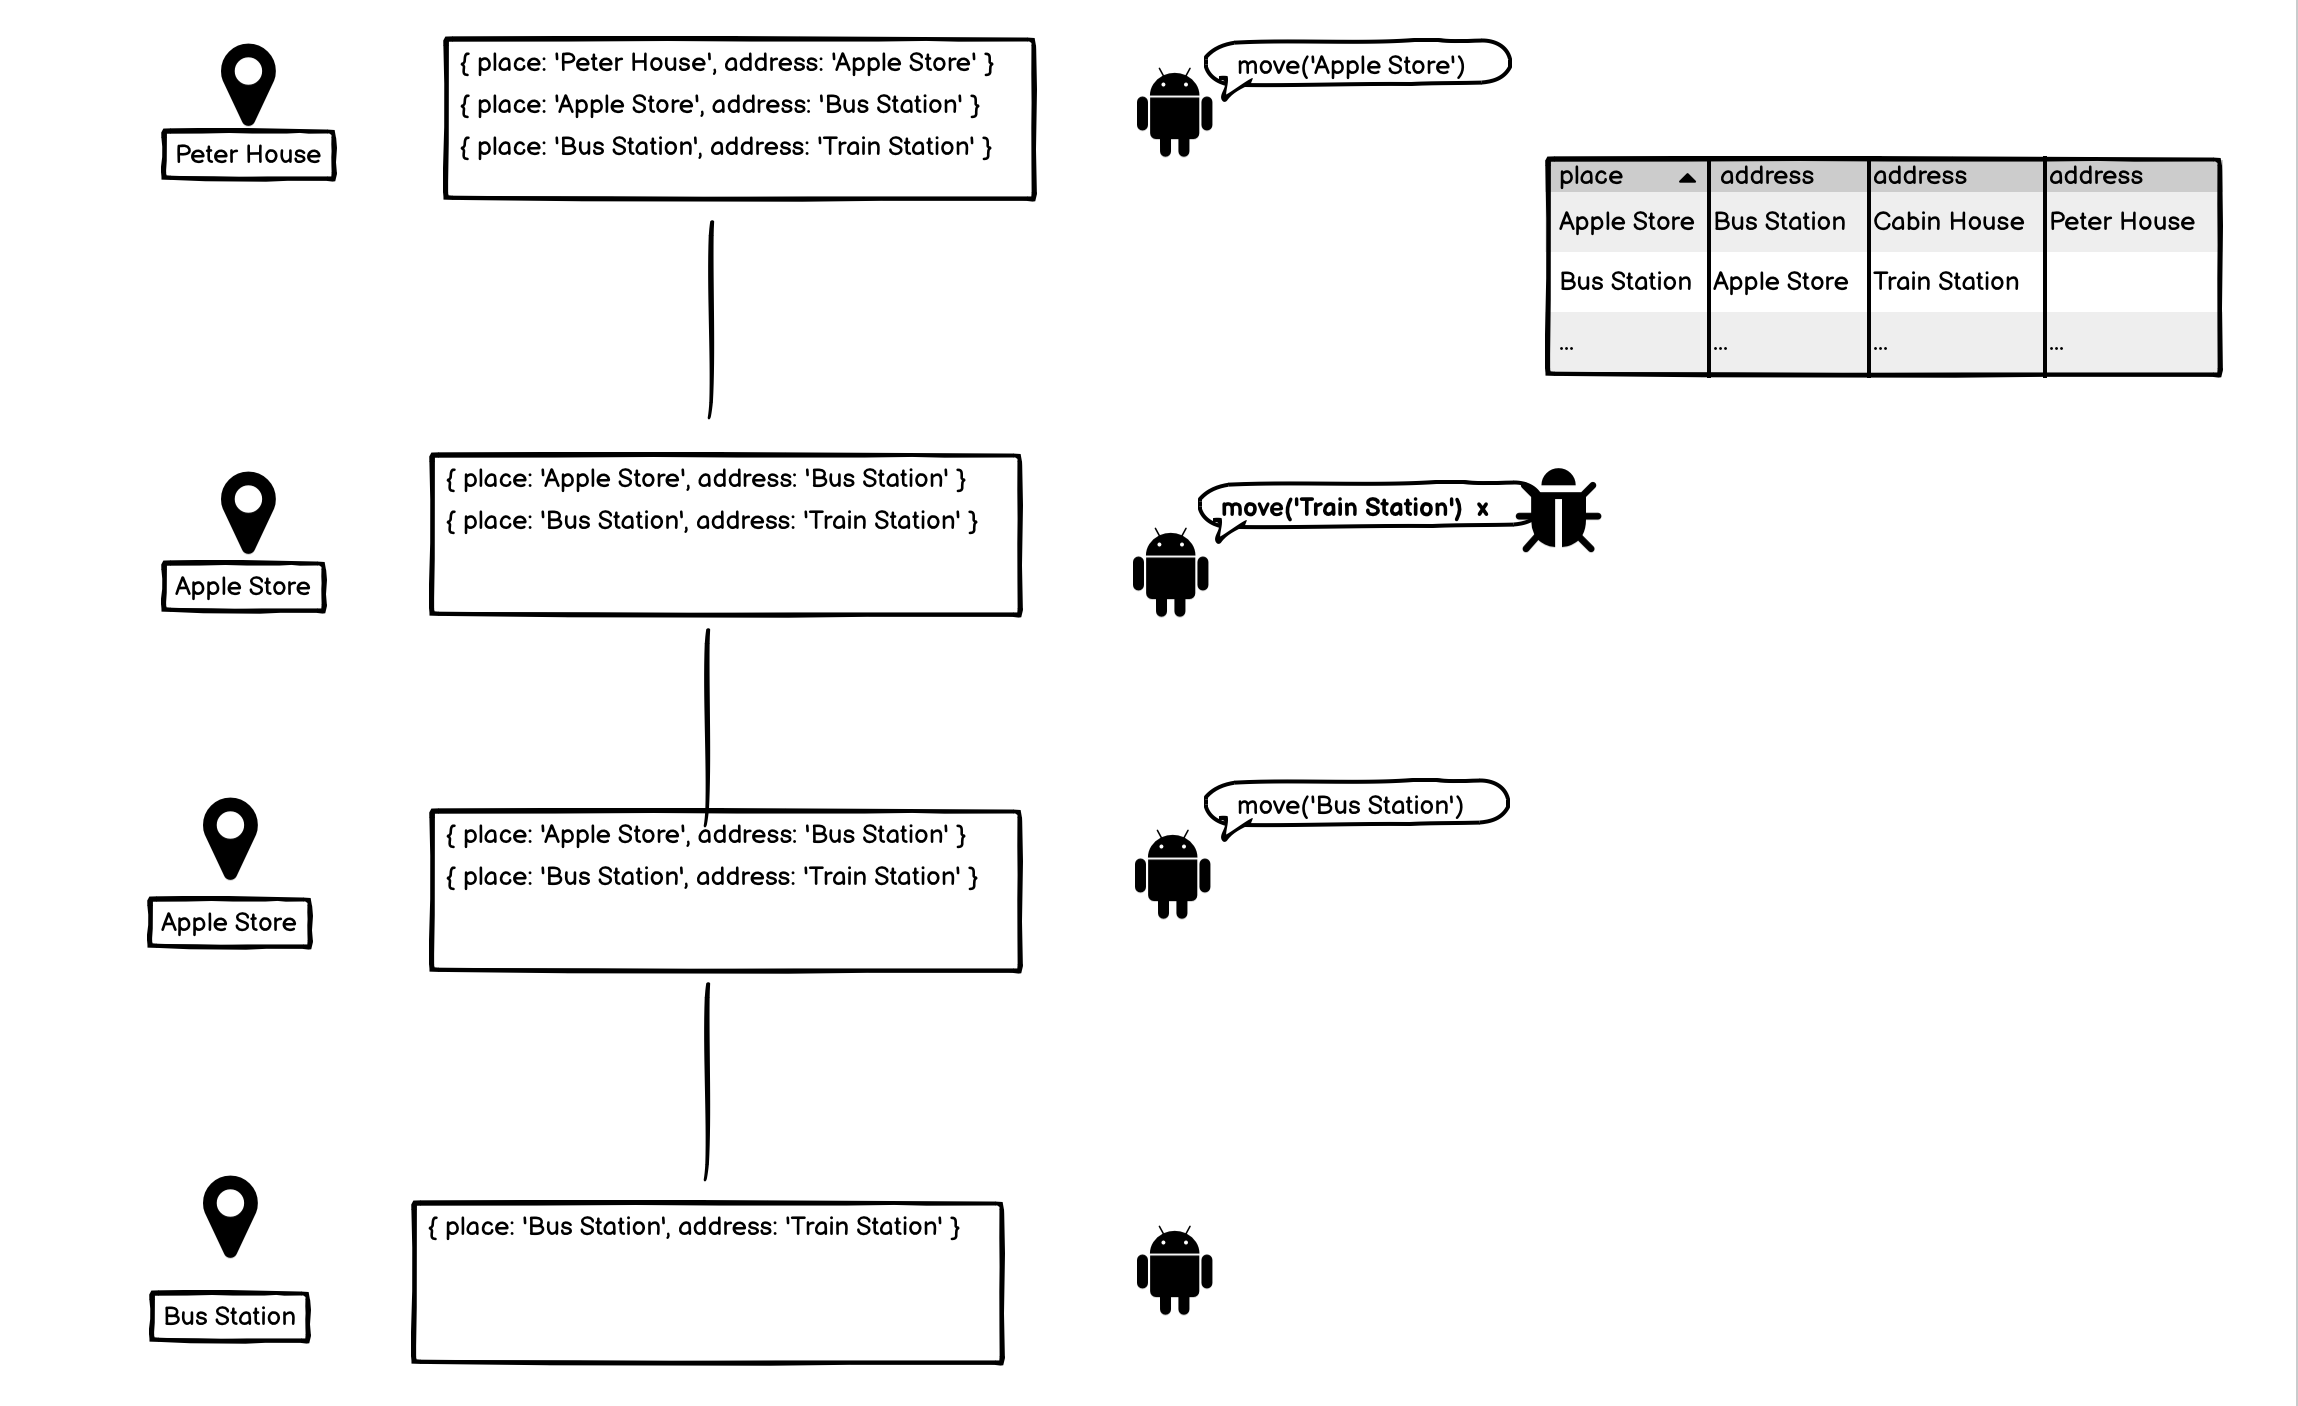 { place: 'Peter House', address: 'Apple Store' }
{ place: 'Apple Store', address: 'Bus Station' }
{ place: 'Bus Station', address: 'Train Station' }
Peter House
move('Apple Store')
place address address address
Apple Store Bus Station Cabin House Peter House
Bus Station Apple Store Train Station
... ... ... ...
{ place: 'Apple Store', address: 'Bus Station' }
{ place: 'Bus Station', address: 'Train Station' }
Apple Store
move('Train Station') x
{ place: 'Apple Store', address: 'Bus Station' }
{ place: 'Bus Station', address: 'Train Station' }
Apple Store
move('Bus Station')
{ place: 'Bus Station', address: 'Train Station' }
Bus Station